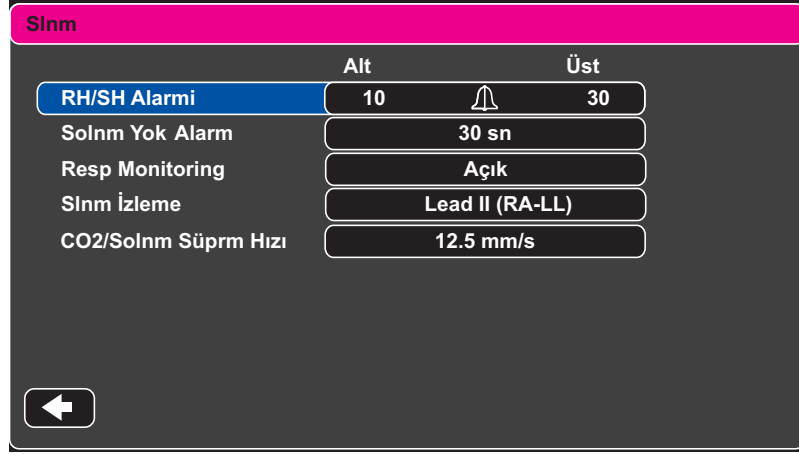 Slnm
Alt Üst
RH/SH Alarmi 10 30
Solnm Yok Alarm 30 sn
Resp Monitoring Açık
Slnm İzleme Lead II (RA-LL)
CO2/Solnm Süprm Hızı 12.5 mm/s